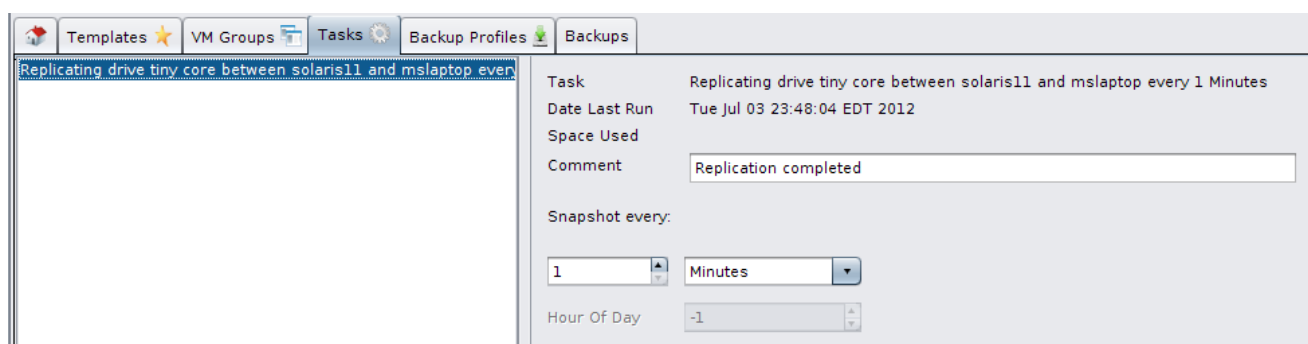 Templates VM Groups Tasks Backup Profiles Backups
Replicating drive tiny core between solaris11 and mslaptop every
Task Replicating drive tiny core between solaris11 and mslaptop every 1 Minutes
Date Last Run Tue Jul 03 23:48:04 EDT 2012
Space Used
Comment Replication completed
Snapshot every:
1 Minutes
Hour Of Day -1